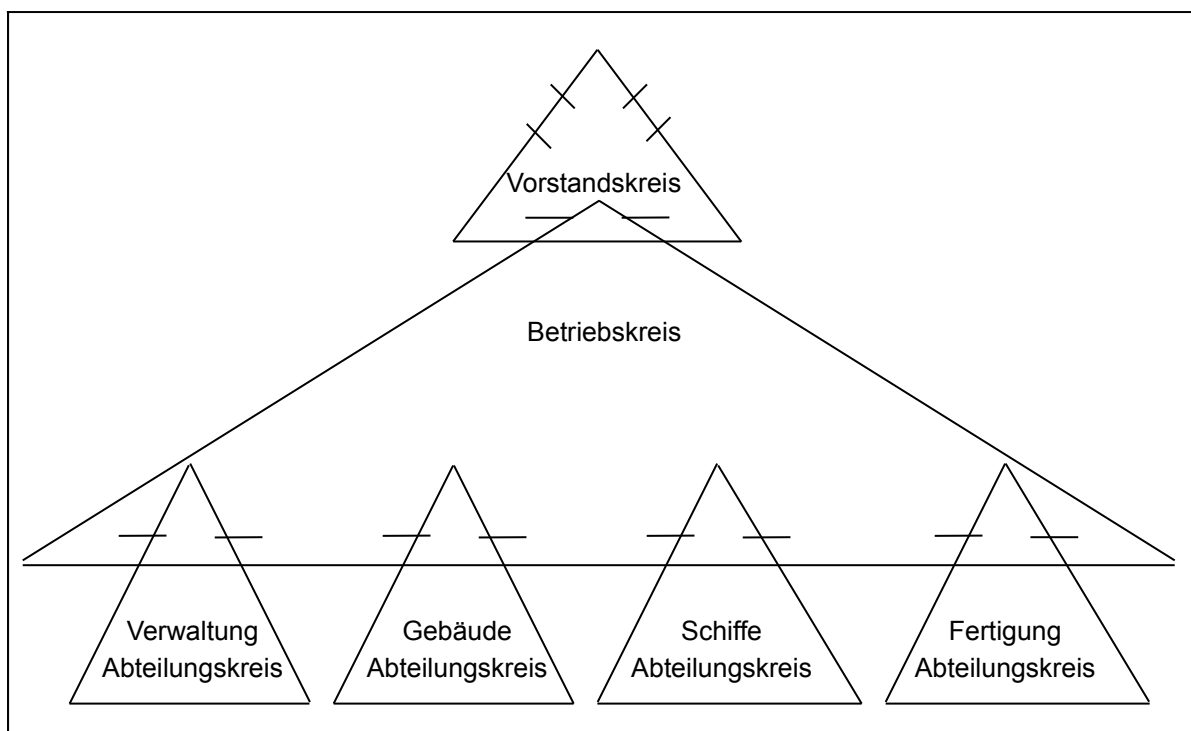 Vorstandskreis
Betriebskreis
Verwaltung
Abteilungskreis
Gebäude
Abteilungskreis
Schiffe
Abteilungskreis
Fertigung
Abteilungskreis